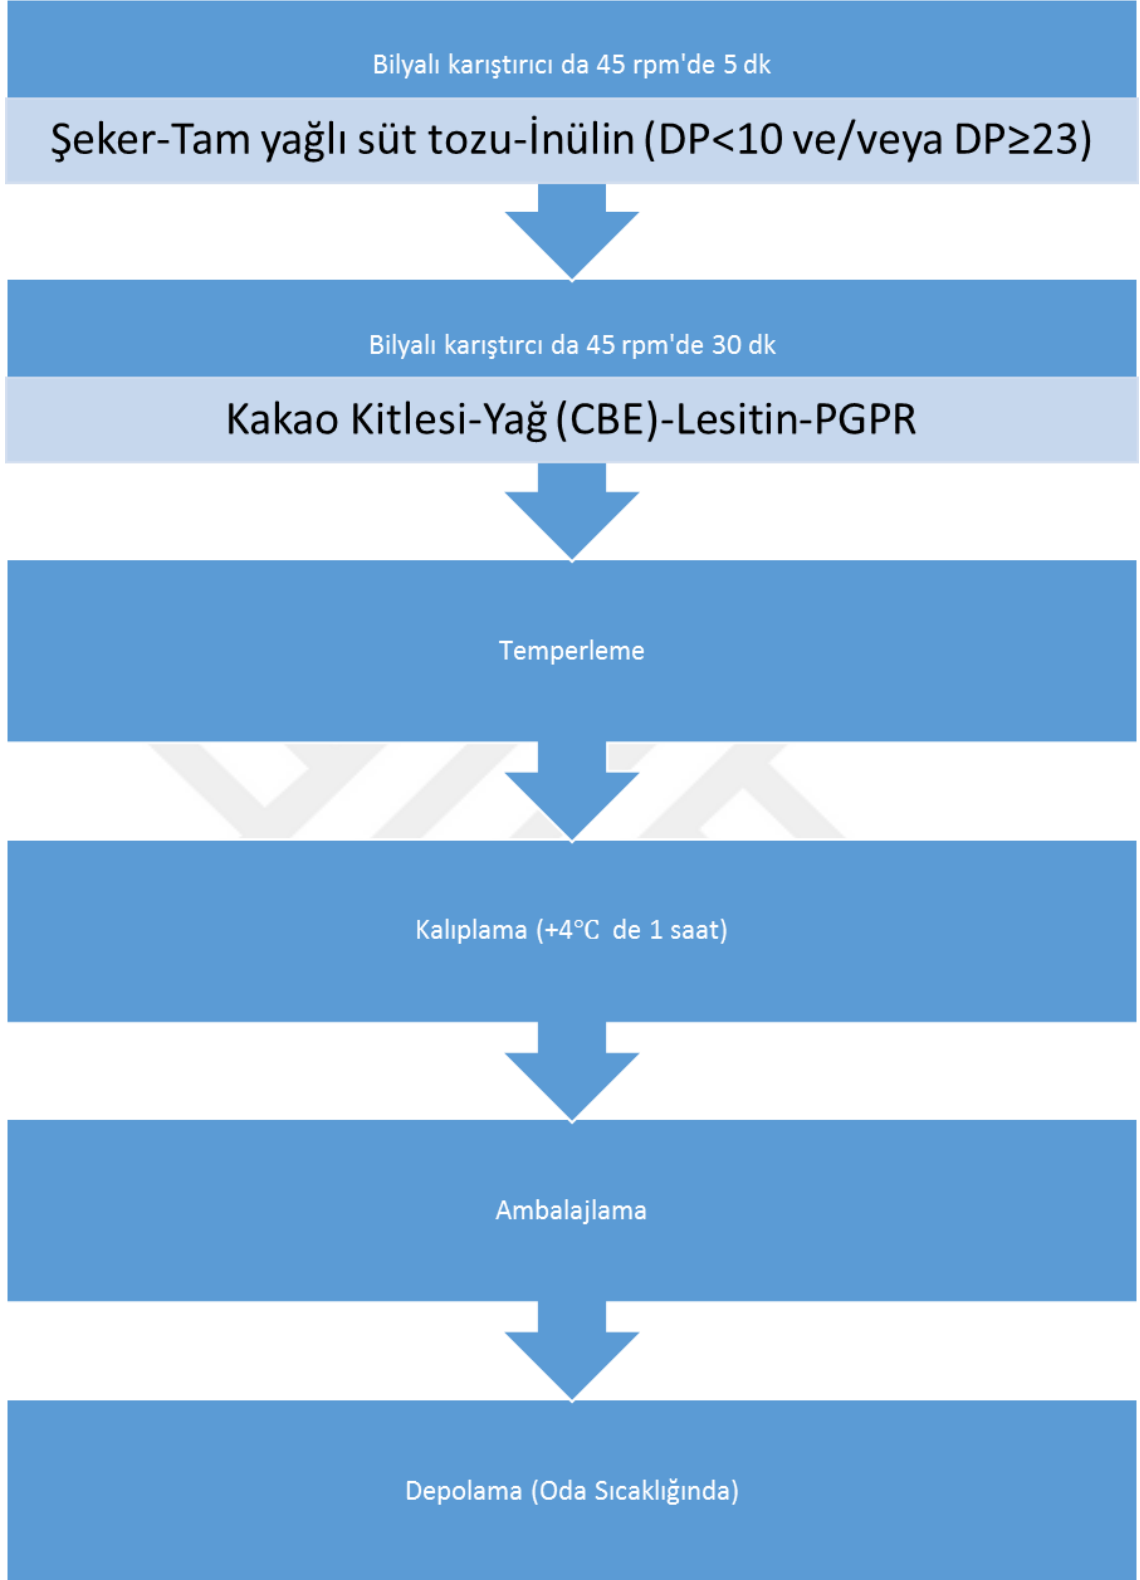 Bilyalı karıştırıcı da 45 rpm'de 5 dk
Şeker-Tam yağlı süt tozu-İnülin (DP<10 ve/veya DP≥23)
Bilyalı karıştırcı da 45 rpm'de 30 dk
Kakao Kitlesi-Yağ (CBE)-Lesitin-PGPR
Temperleme
Kalıplama (+4°C de 1 saat)
Ambalajlama
Depolama (Oda Sıcaklığında)